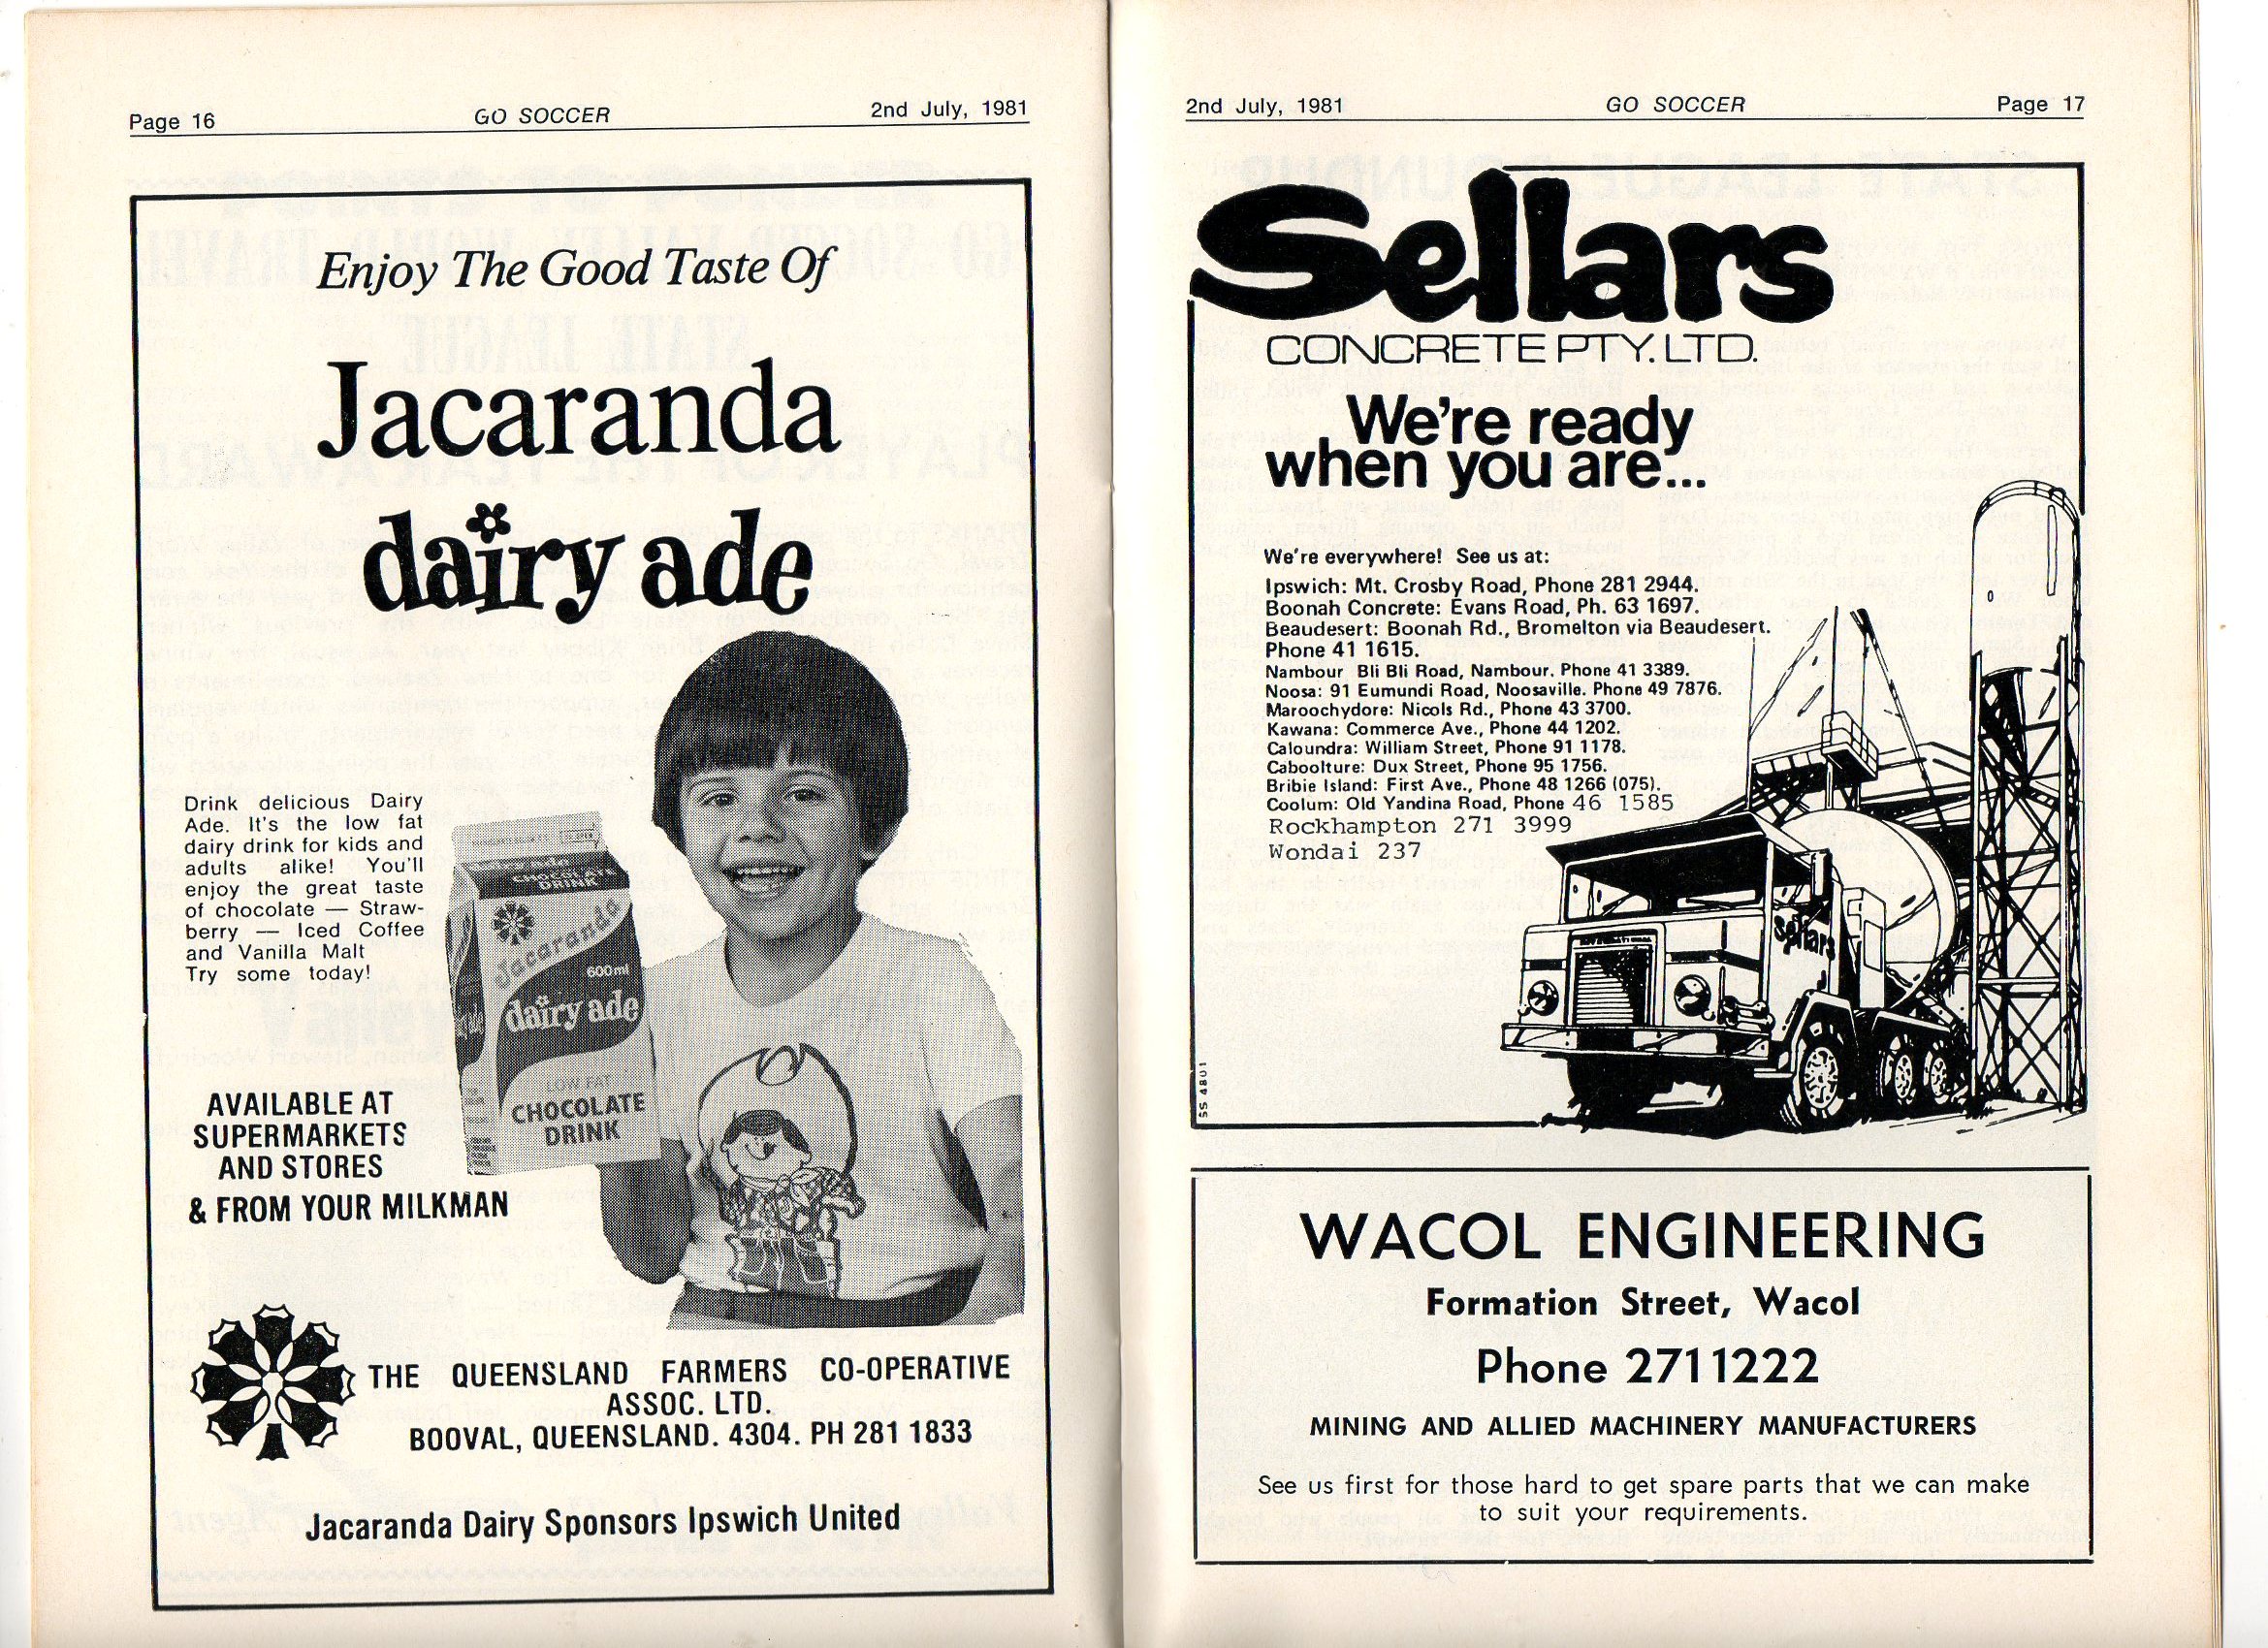 Page 16 GO SOCCER 2nd July, 1981
Enjoy The Good Taste Of
Jacaranda
dairy ade
Drink delicious Dairy
Ade. It's the low fat
dairy drink for kids and
adults alike! You'll
enjoy the great taste
of chocolate — Straw-
berry — Iced Coffee
and Vanilla Malt
Try some today!
CHOCOLATE
DRINK
Jacaranda
600ml
dairy ade
LOW FAT
CHOCOLATE
DRINK
AVAILABLE AT
SUPERMARKETS
AND STORES
& FROM YOUR MILKMAN
THE QUEENSLAND FARMERS CO-OPERATIVE
ASSOC. LTD.
BOOVAL, QUEENSLAND. 4304. PH 281 1833
Jacaranda Dairy Sponsors Ipswich United
2nd July, 1981 GO SOCCER Page 17
Sellars
CONCRETE PTY. LTD.
We're ready
when you are...
We're everywhere! See us at:
Ipswich: Mt. Crosby Road, Phone 281 2944.
Boonah Concrete: Evans Road, Ph. 63 1697.
Beaudesert: Boonah Rd., Bromelton via Beaudesert.
Phone 41 1615.
Nambour Bli Bli Road, Nambour. Phone 41 3389.
Noosa: 91 Eumundi Road, Noosaville. Phone 49 7876.
Maroochydore: Nicols Rd., Phone 43 3700.
Kawana: Commerce Ave., Phone 44 1202.
Caloundra: William Street, Phone 91 1178.
Caboolture: Dux Street, Phone 95 1756.
Bribie Island: First Ave., Phone 48 1266 (075).
Coolum: Old Yandina Road, Phone 46 1585
Rockhampton 271 3999
Wondai 237
INTERNATIONAL
Sellars
SS 4801
WACOL ENGINEERING
Formation Street, Wacol
Phone 271 1222
MINING AND ALLIED MACHINERY MANUFACTURERS
See us first for those hard to get spare parts that we can make
to suit your requirements.